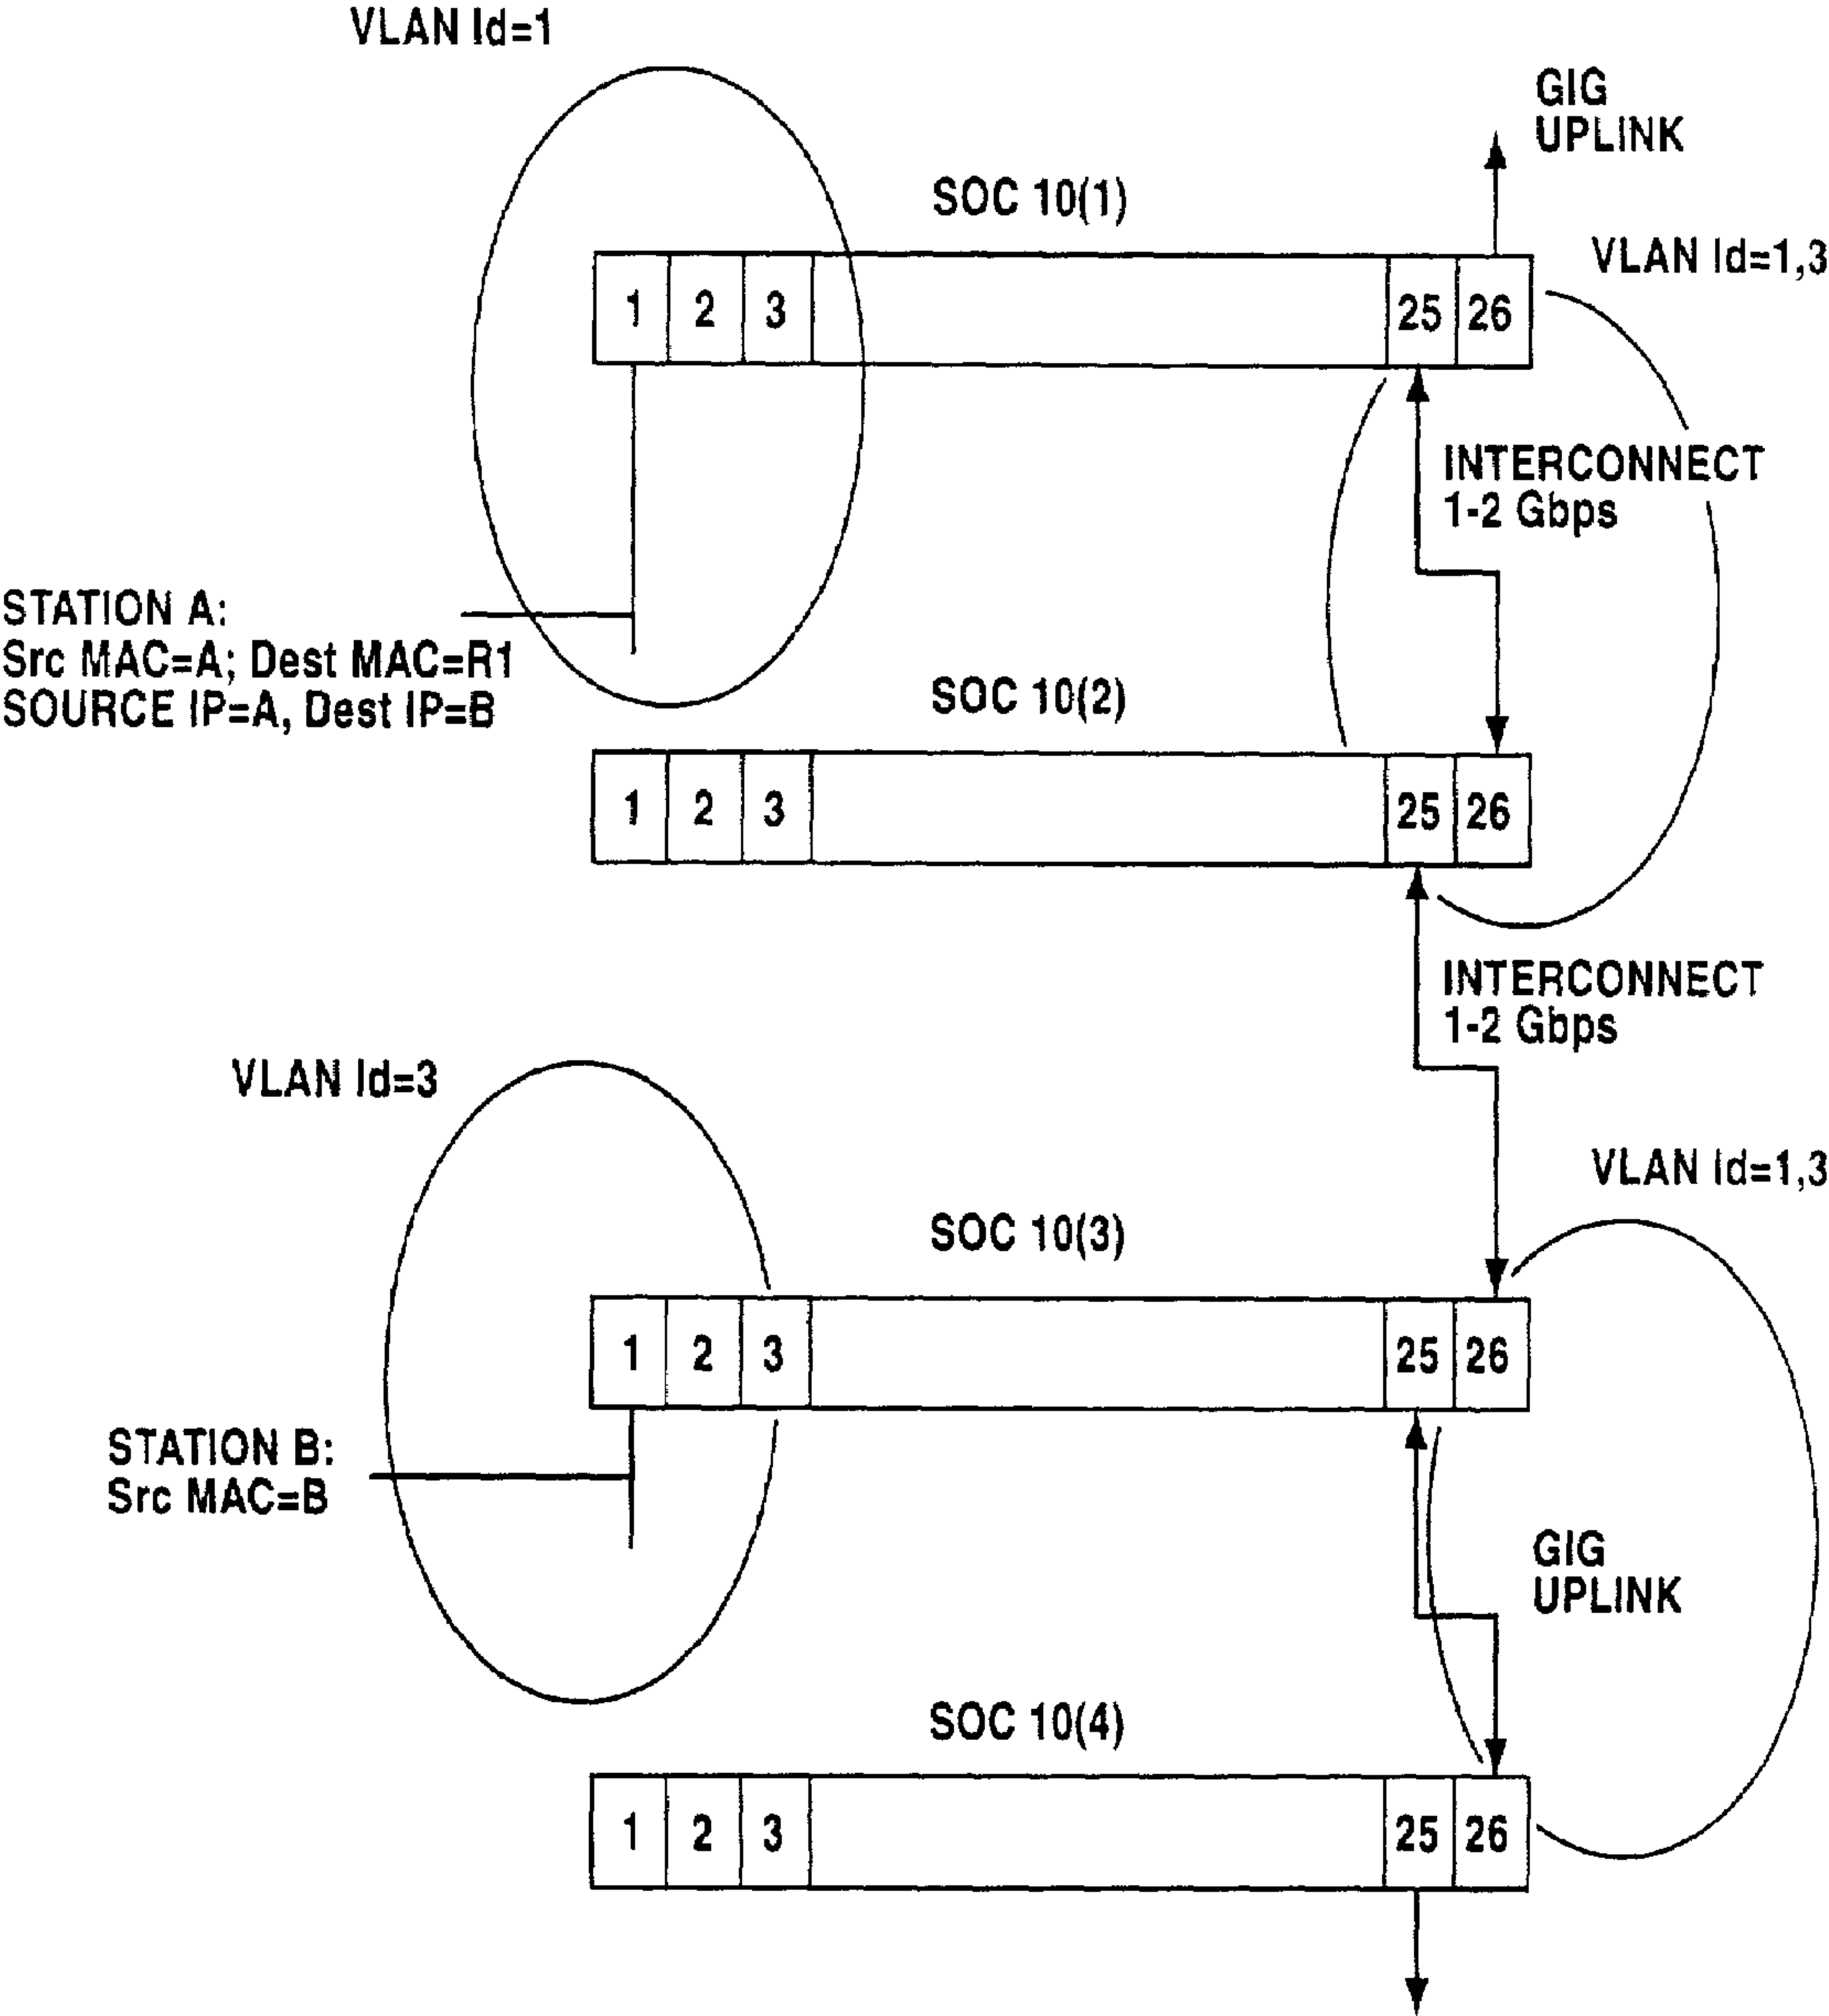 VLAN Id=1
GIG
UPLINK
SOC 10(1)
VLAN Id=1,3
1 2 3 25 26
INTERCONNECT
1-2 Gbps
STATION A:
Src MAC=A; Dest MAC=R1
SOURCE IP=A, Dest IP=B
SOC 10(2)
1 2 3 25 26
INTERCONNECT
1-2 Gbps
VLAN Id=3
VLAN Id=1,3
SOC 10(3)
1 2 3 25 26
STATION B:
Src MAC=B
GIG
UPLINK
SOC 10(4)
1 2 3 25 26